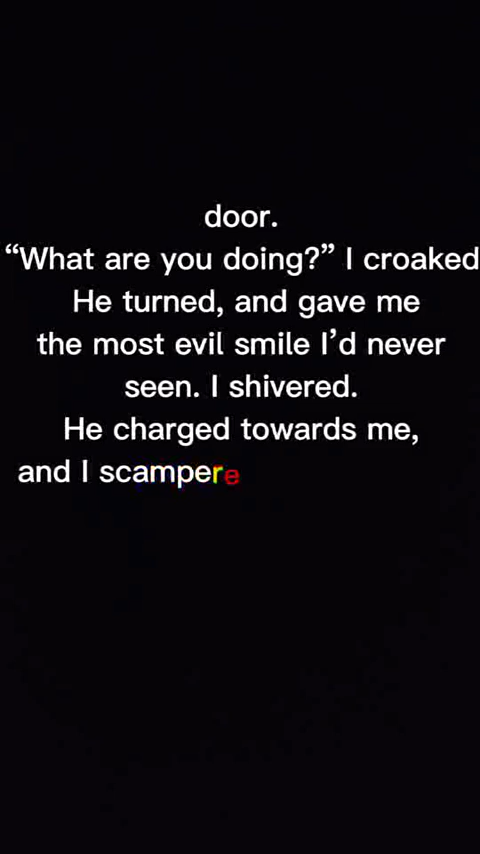 door.
“What are you doing?” I croaked
He turned, and gave me
the most evil smile I’d never
seen. I shivered.
He charged towards me,
and I scampere